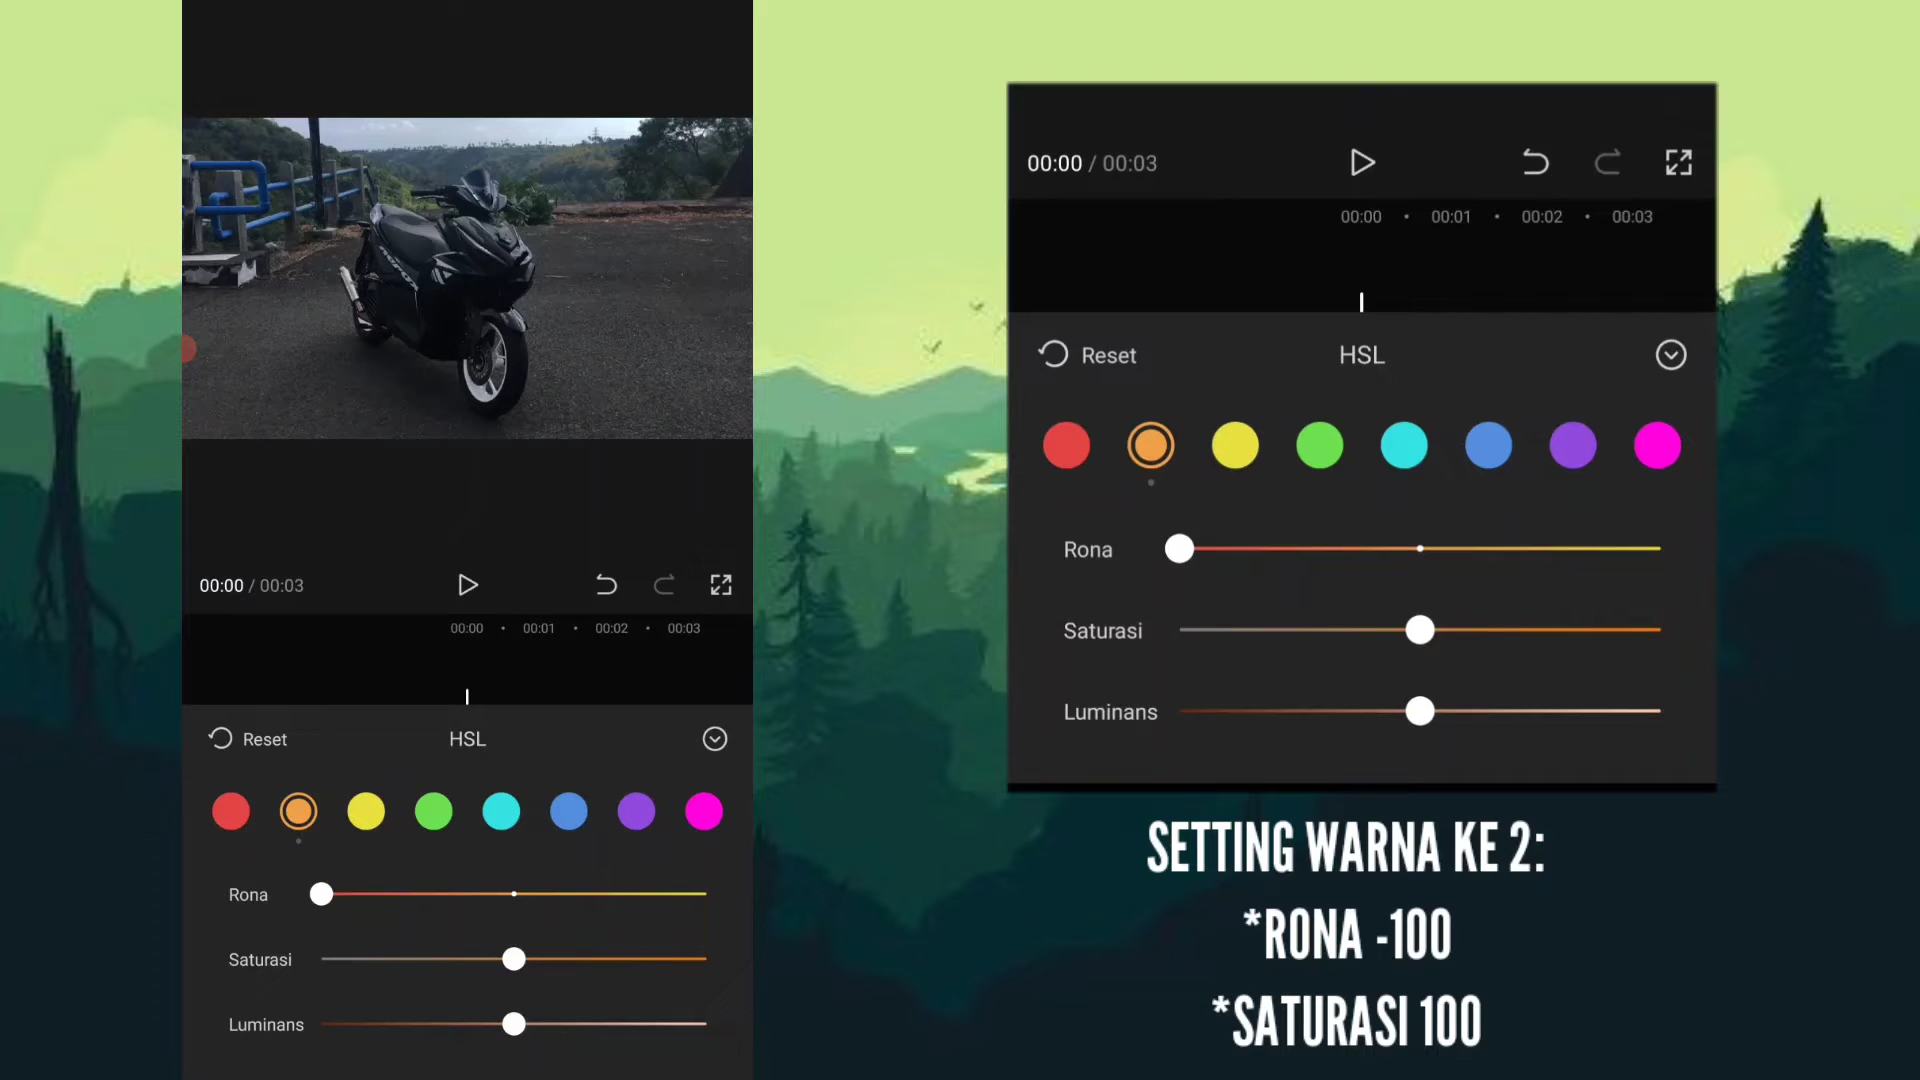 00:00 / 00:03
00:00 • 00:01 • 00:02 • 00:03
Reset HSL
Rona
Saturasi
Luminans
00:00 / 00:03
00:00 • 00:01 • 00:02 • 00:03
Reset HSL
Rona
Saturasi
Luminans
SETTING WARNA KE 2:
*RONA -100
*SATURASI 100